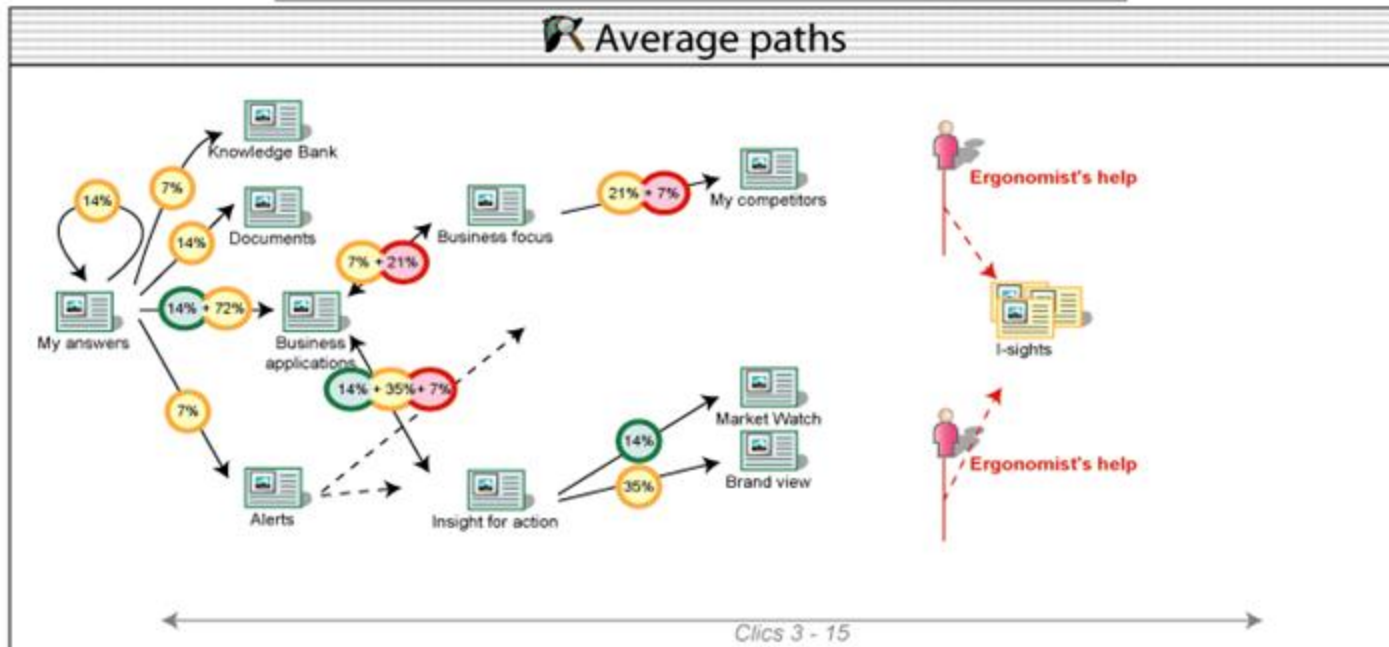 Average paths
Knowledge Bank
7%
14%
Documents
14%
My answers
14% + 72%
Business
applications
7% + 21%
Business focus
21% + 7%
My competitors
Ergonomist's help
I-sights
14% + 35% + 7%
7%
Alerts
Insight for action
14%
35%
Market Watch
Brand view
Ergonomist's help
Clics 3 - 15